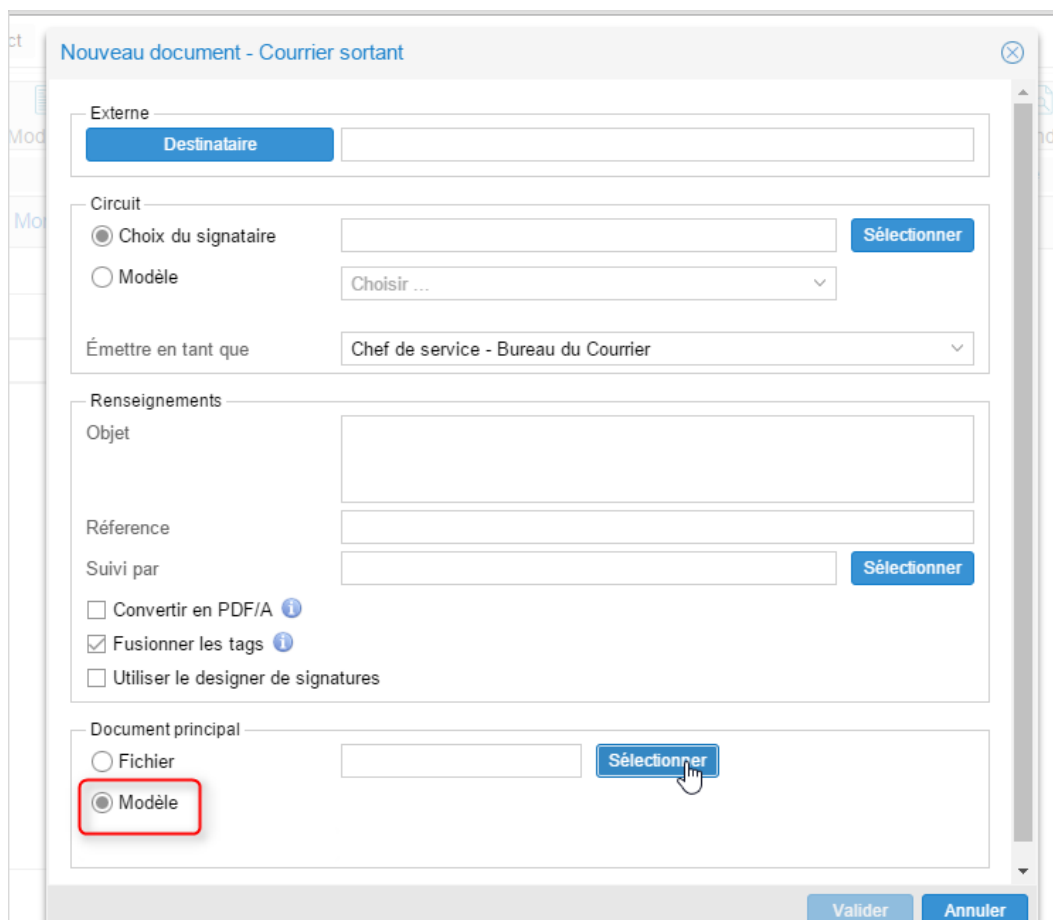 ct
Nouveau document - Courrier sortant
Mod
Externe
Destinataire
Mor
Circuit
Choix du signataire
Sélectionner
Modèle
Choisir ...
Émettre en tant que
Chef de service - Bureau du Courrier
Renseignements
Objet
Réference
Suivi par
Sélectionner
Convertir en PDF/A
Fusionner les tags
Utiliser le designer de signatures
Document principal
Fichier
Sélectionner
Modèle
Valider Annuler